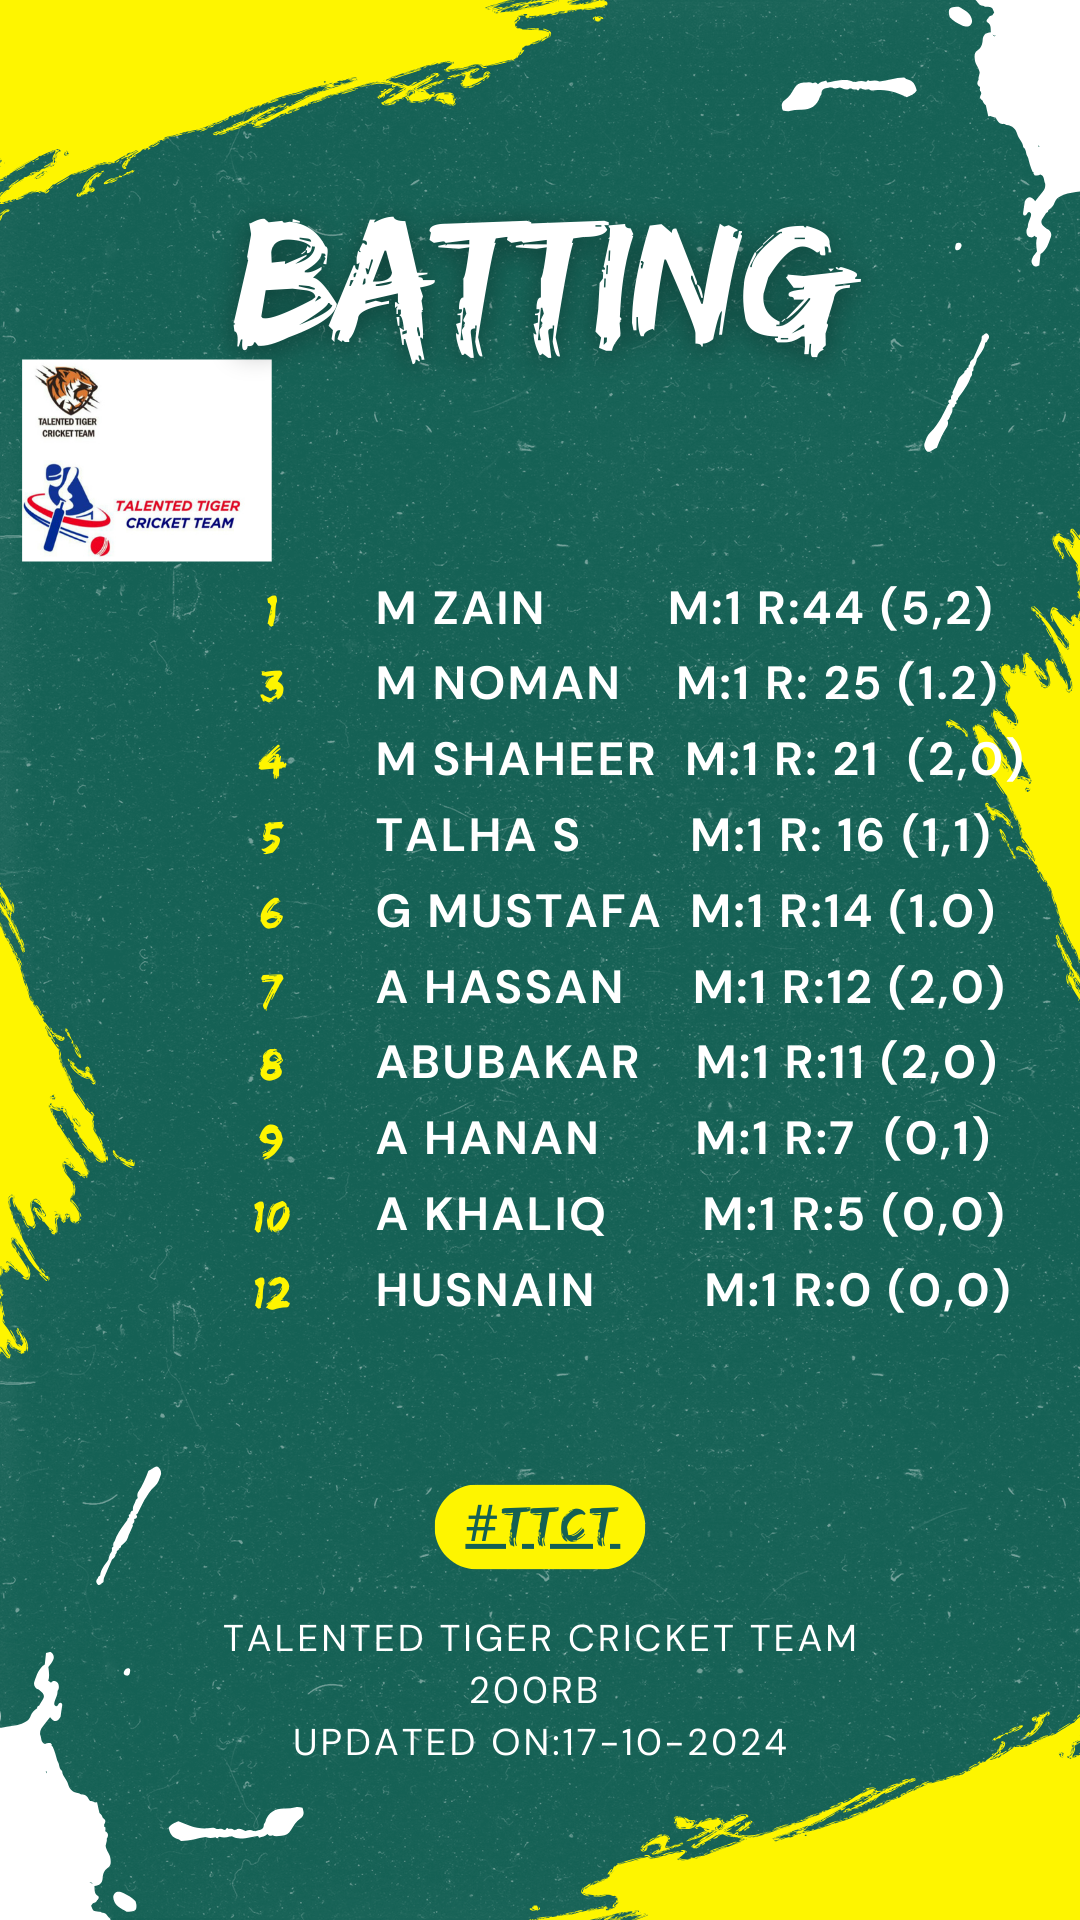 BATTING
TALENTED TIGER
CRICKET TEAM
TALENTED TIGER
CRICKET TEAM
1 M ZAIN M:1 R:44 (5,2)
3 M NOMAN M:1 R: 25 (1.2)
4 M SHAHEER M:1 R: 21 (2,0)
5 TALHA S M:1 R: 16 (1,1)
6 G MUSTAFA M:1 R:14 (1.0)
7 A HASSAN M:1 R:12 (2,0)
8 ABUBAKAR M:1 R:11 (2,0)
9 A HANAN M:1 R:7 (0,1)
10 A KHALIQ M:1 R:5 (0,0)
12 HUSNAIN M:1 R:0 (0,0)
#TTCT
TALENTED TIGER CRICKET TEAM
200RB
UPDATED ON:17-10-2024